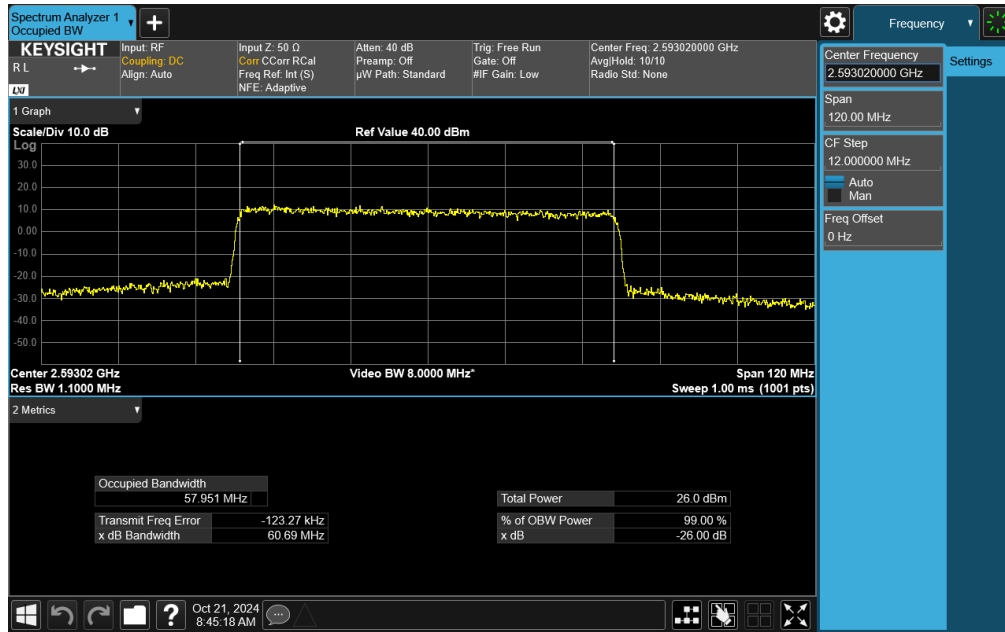 Spectrum Analyzer 1
Occupied BW
Frequency
KEYSIGHT
R L
LXI
Input: RF
Coupling: DC
Align: Auto
Input Z: 50 Ω
Corr CCorr RCal
Freq Ref: Int (S)
NFE: Adaptive
Atten: 40 dB
Preamp: Off
µW Path: Standard
Trig: Free Run
Gate: Off
#IF Gain: Low
Center Freq: 2.593020000 GHz
Avg|Hold: 10/10
Radio Std: None
Center Frequency
2.593020000 GHz
Settings
Span
120.00 MHz
CF Step
12.000000 MHz
Auto
Man
Freq Offset
0 Hz
1 Graph
Scale/Div 10.0 dB
Ref Value 40.00 dBm
Log
30.0
20.0
10.0
0.00
-10.0
-20.0
-30.0
-40.0
-50.0
Center 2.59302 GHz
Video BW 8.0000 MHz*
Span 120 MHz
Res BW 1.1000 MHz
Sweep 1.00 ms (1001 pts)
2 Metrics
Occupied Bandwidth
57.951 MHz
Total Power 26.0 dBm
Transmit Freq Error -123.27 kHz
% of OBW Power 99.00 %
x dB Bandwidth 60.69 MHz
x dB -26.00 dB
?
Oct 21, 2024
8:45:18 AM